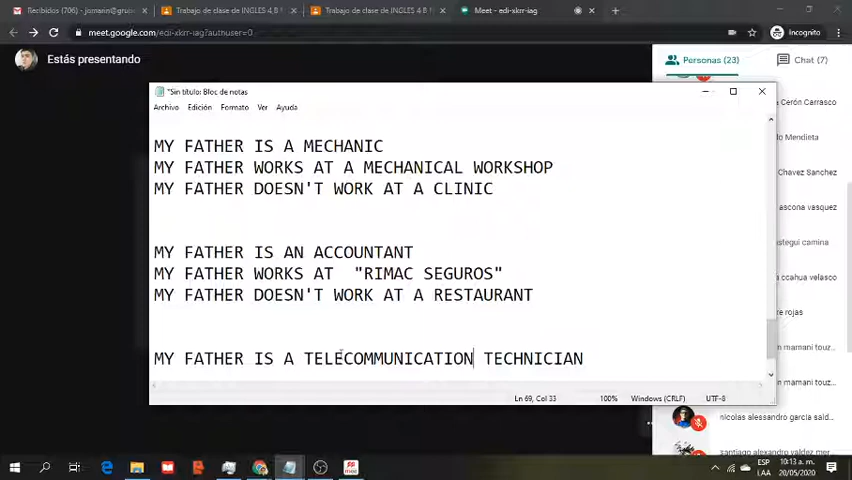 Recibidos (706) - jomarin@grup
Trabajo de clase de INGLES 4,B
Trabajo de clase de INGLES 4 B
Meet - edi-xkrr-iag
meet.google.com/edi-xkrr-iag?authuser=0
Incognito
Estás presentando
Personas (23)
Chat (7)
*Sin título: Bloc de notas
Archivo Edición Formato Ver Ayuda
MY FATHER IS A MECHANIC
MY FATHER WORKS AT A MECHANICAL WORKSHOP
MY FATHER DOESN'T WORK AT A CLINIC
MY FATHER IS AN ACCOUNTANT
MY FATHER WORKS AT "RIMAC SEGUROS"
MY FATHER DOESN'T WORK AT A RESTAURANT
MY FATHER IS A TELECOMMUNICATION TECHNICIAN
Ln 69, Col 33
100%
Windows (CRLF)
UTF-8
Cerón Carrasco
do Mendieta
Chavez Sanchez
ascona vasquez
astegui camina
ccahua velasco
re rojas
n mamani touz
n mamani touz
nicolas alessandro garcia sald
santiago alexandro valdez mer
ESP
LAA
10:13 a. m.
20/05/2020